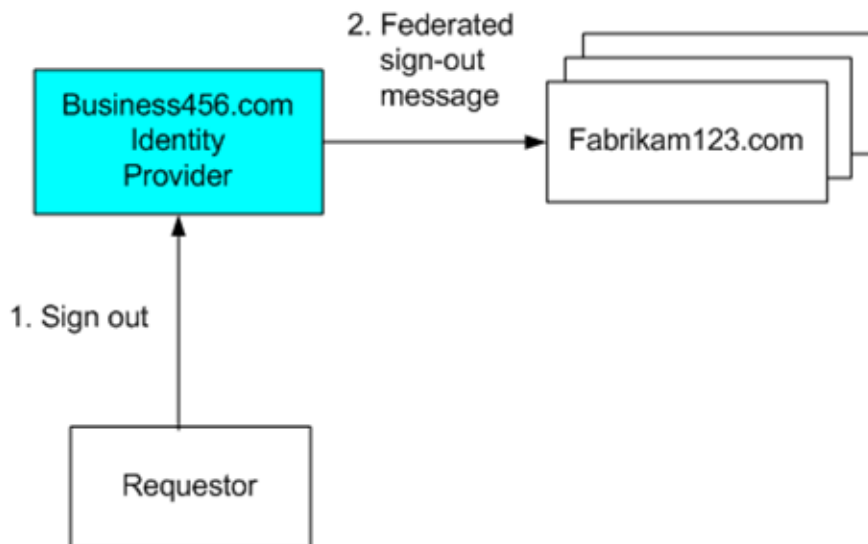 2. Federated
sign-out
message
Business456.com
Identity
Provider
Fabrikam123.com
1. Sign out
Requestor